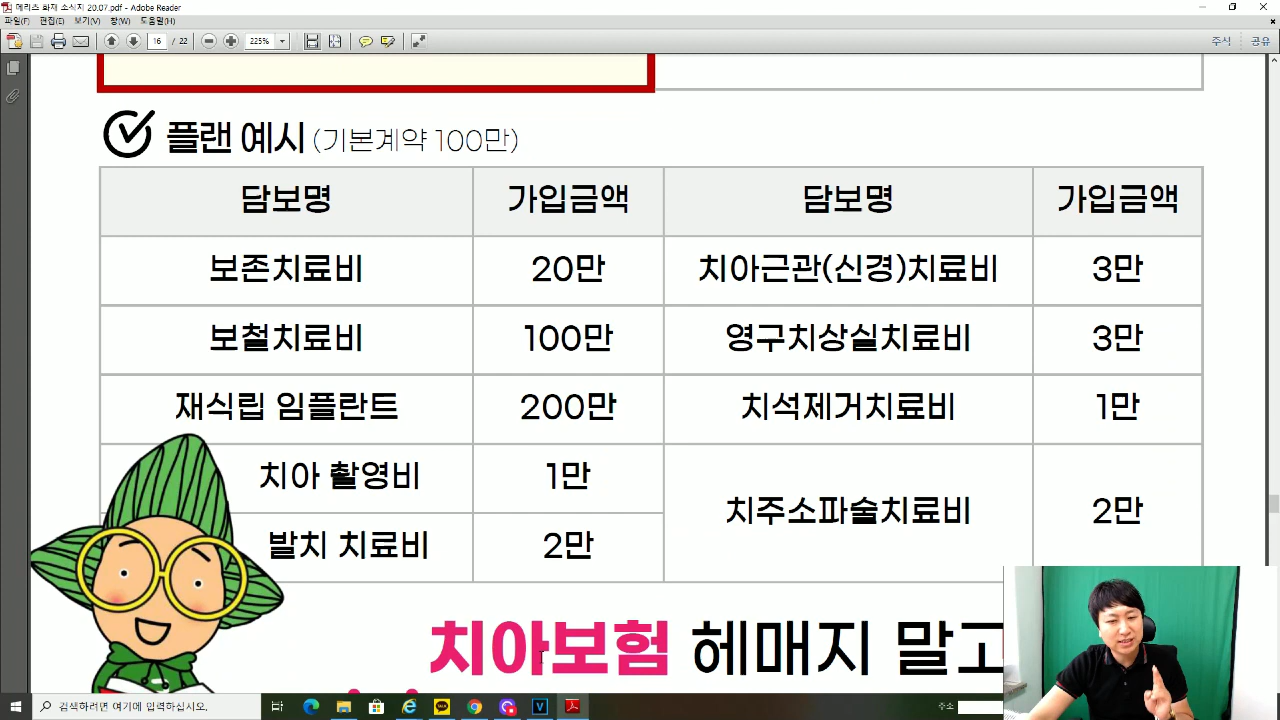 메리츠 화재 소식지 20.07.pdf - Adobe Reader
파일(F) 편집(E) 보기(V) 창(W) 도움말(H)
16 / 22 225% 주석 공유
플랜 예시 (기본계약 100만)
담보명 가입금액 담보명 가입금액
보존치료비 20만 치아근관(신경)치료비 3만
보철치료비 100만 영구치상실치료비 3만
재식립 임플란트 200만 치석제거치료비 1만
치아 촬영비 1만 치주소파술치료비 2만
발치 치료비 2만
치아보험 헤매지 말고
검색하려면 여기에 입력하십시오. 주소